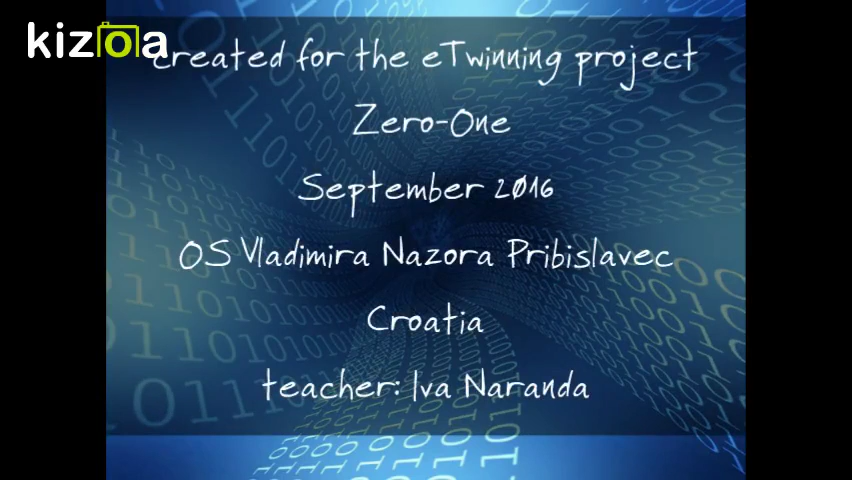 kizoa
created for the eTwinning project
Zero-One
September 2016
OS Vladimira Nazora Pribislavec
Croatia
teacher: Iva Naranda